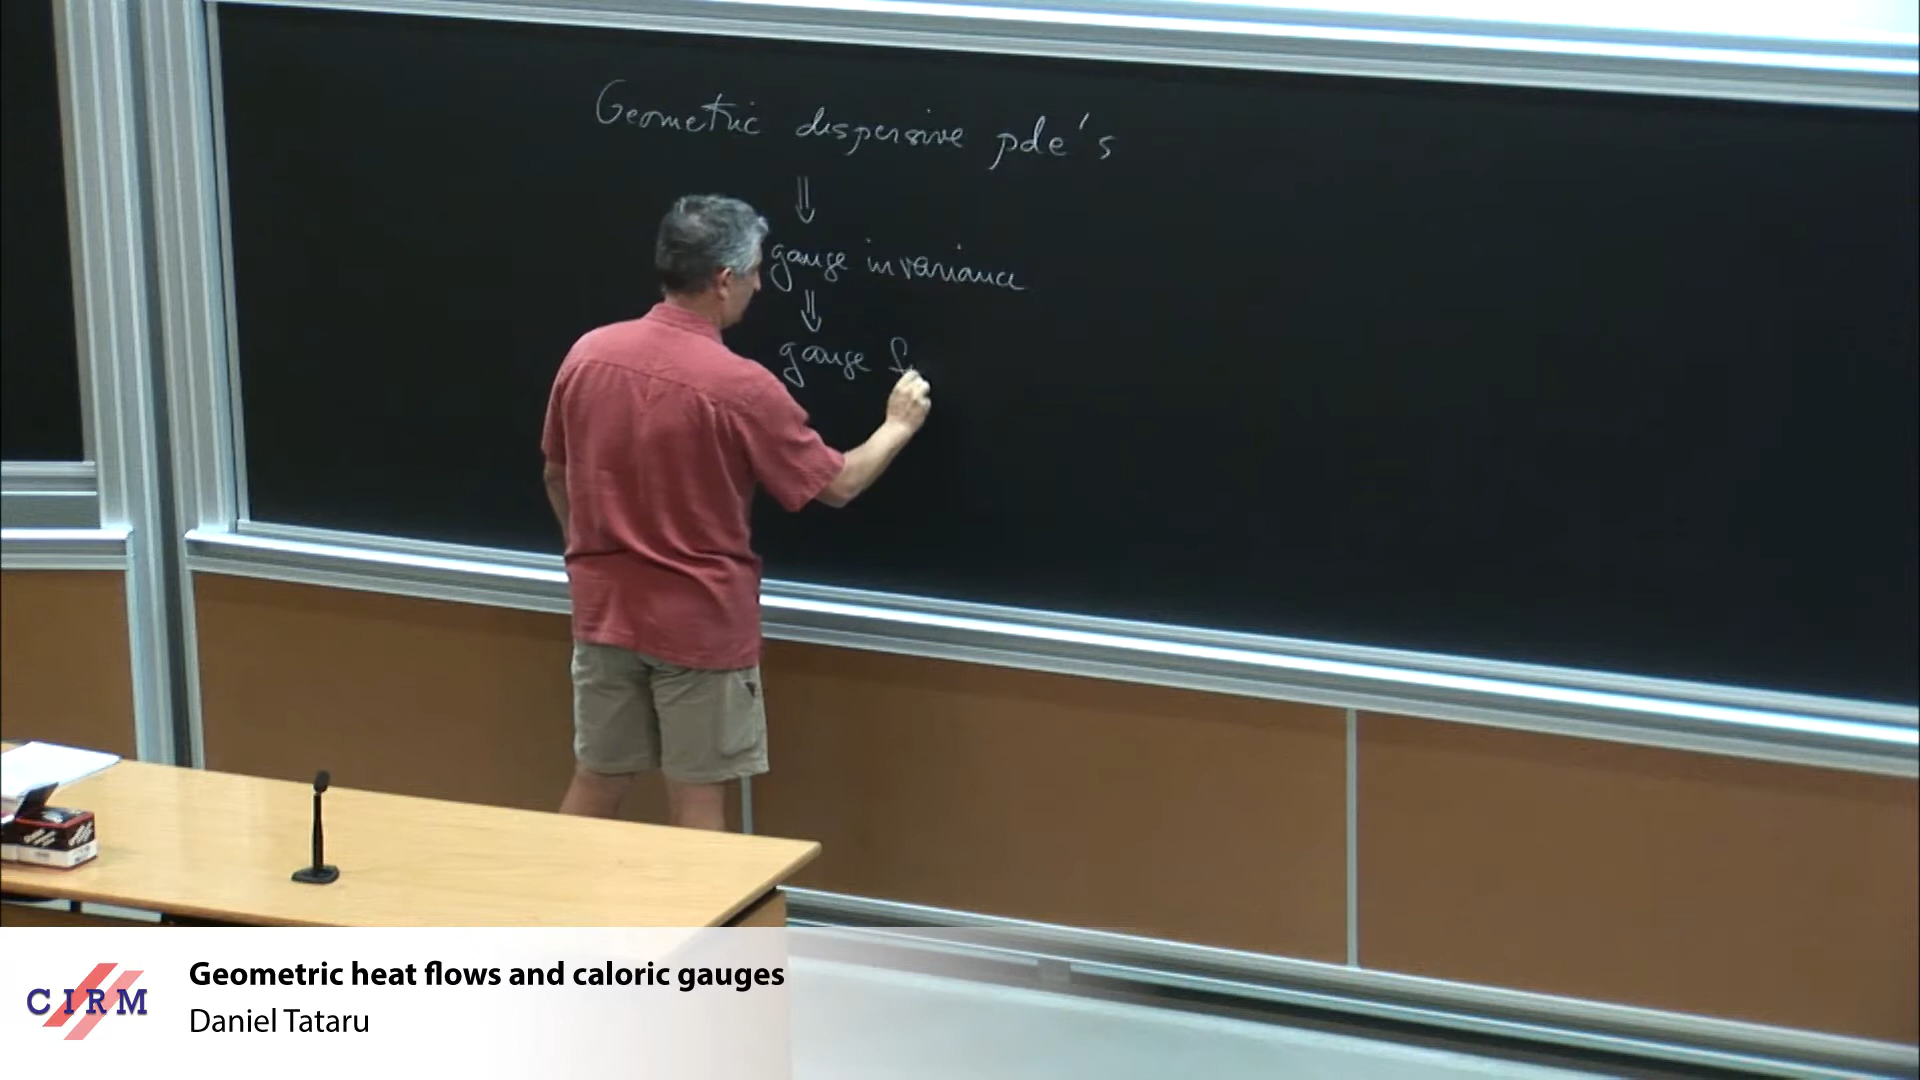 Geometric dispersive pde's
⇓
gauge invariance
⇓
gauge
CIRM
Geometric heat flows and caloric gauges
Daniel Tataru